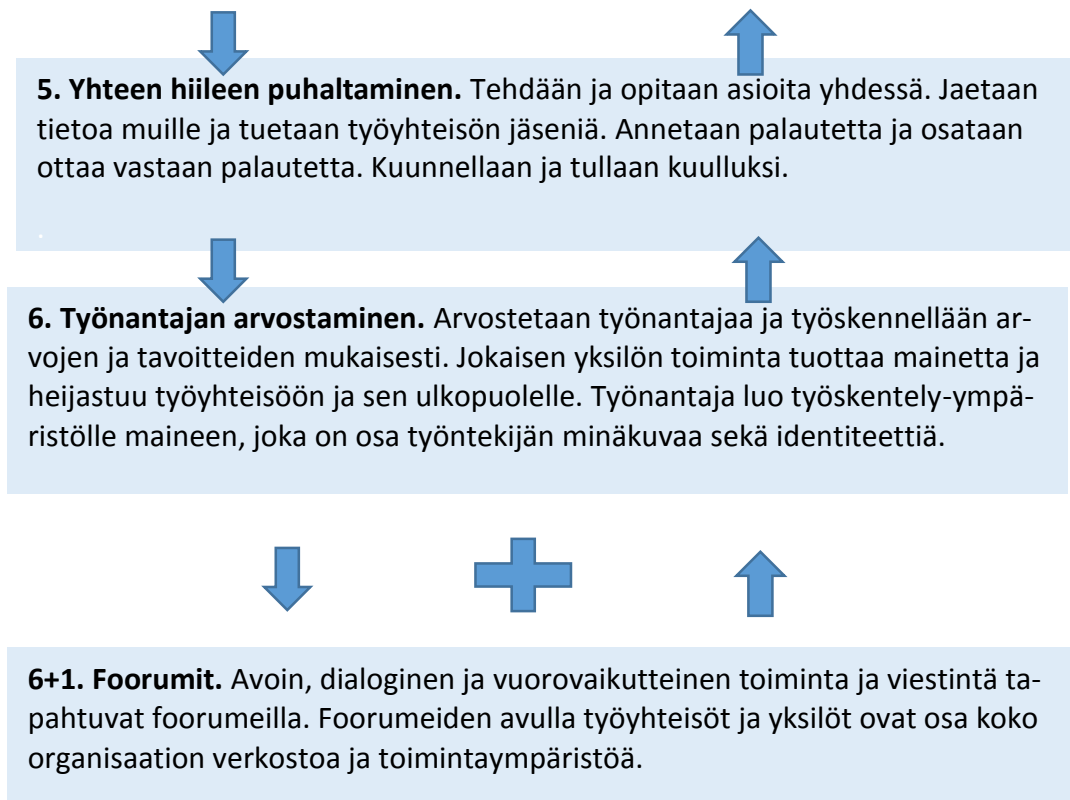 5. Yhteen hiileen puhaltaminen. Tehdään ja opitaan asioita yhdessä. Jaetaan
tietoa muille ja tuetaan työyhteisön jäseniä. Annetaan palautetta ja osataan
ottaa vastaan palautetta. Kuunnellaan ja tullaan kuulluksi.
.
6. Työnantajan arvostaminen. Arvostetaan työnantajaa ja työskennellään ar-
vojen ja tavoitteiden mukaisesti. Jokaisen yksilön toiminta tuottaa mainetta ja
heijastuu työyhteisöön ja sen ulkopuolelle. Työnantaja luo työskentely-ympä-
ristölle maineen, joka on osa työntekijän minäkuvaa sekä identiteettiä.
6+1. Foorumit. Avoin, dialoginen ja vuorovaikutteinen toiminta ja viestintä ta-
pahtuvat foorumeilla. Foorumeiden avulla työyhteisöt ja yksilöt ovat osa koko
organisaation verkostoa ja toimintaympäristöä.